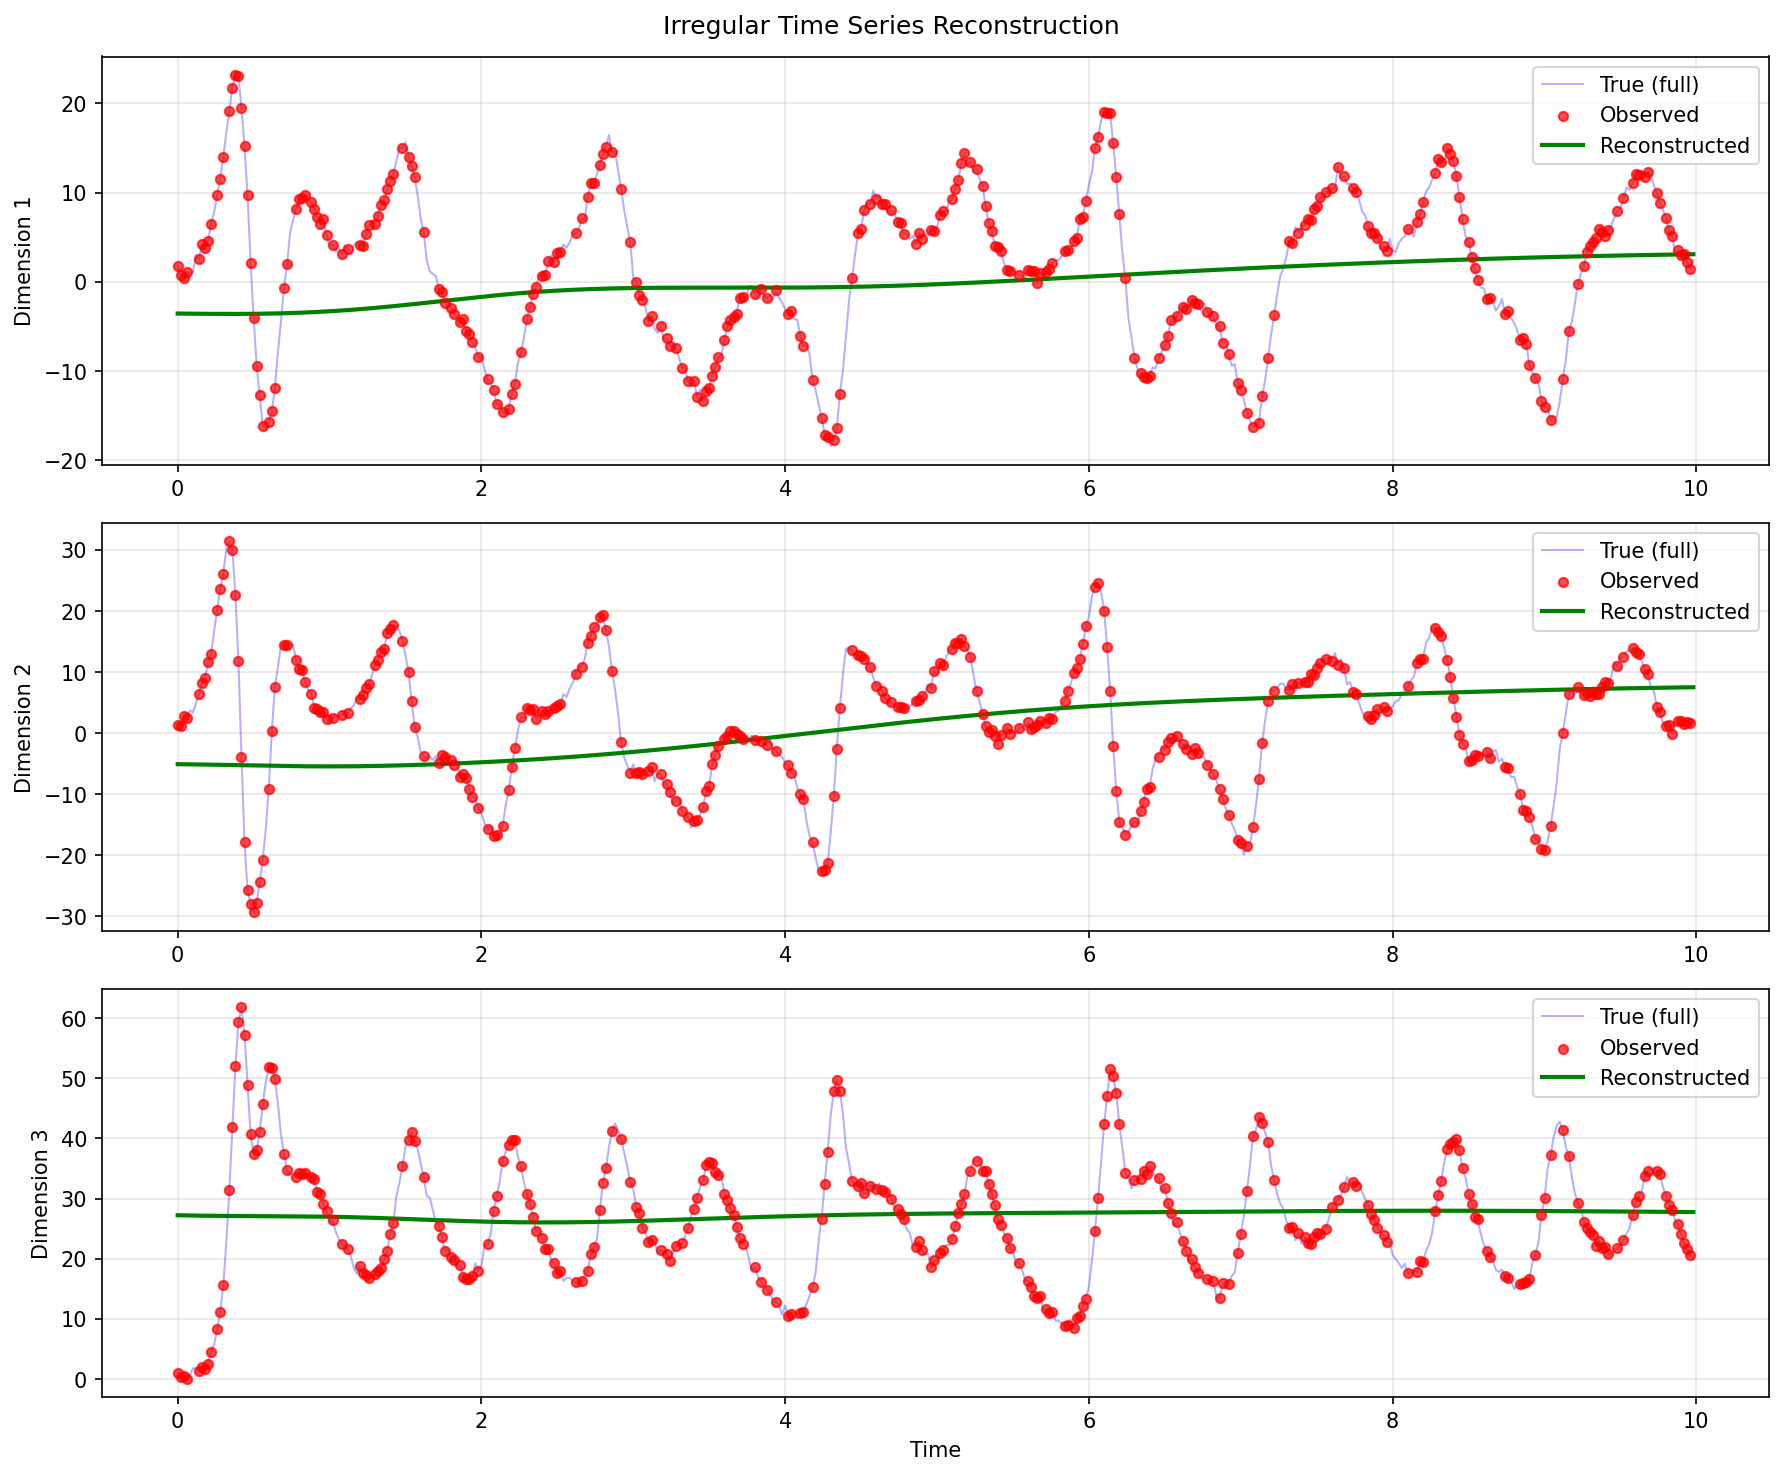 Irregular Time Series Reconstruction
Dimension 1
20
10
0
−10
−20
True (full)
Observed
Reconstructed
0 2 4 6 8 10
Dimension 2
30
20
10
0
−10
−20
−30
True (full)
Observed
Reconstructed
0 2 4 6 8 10
Dimension 3
60
50
40
30
20
10
0
True (full)
Observed
Reconstructed
0 2 4 6 8 10
Time